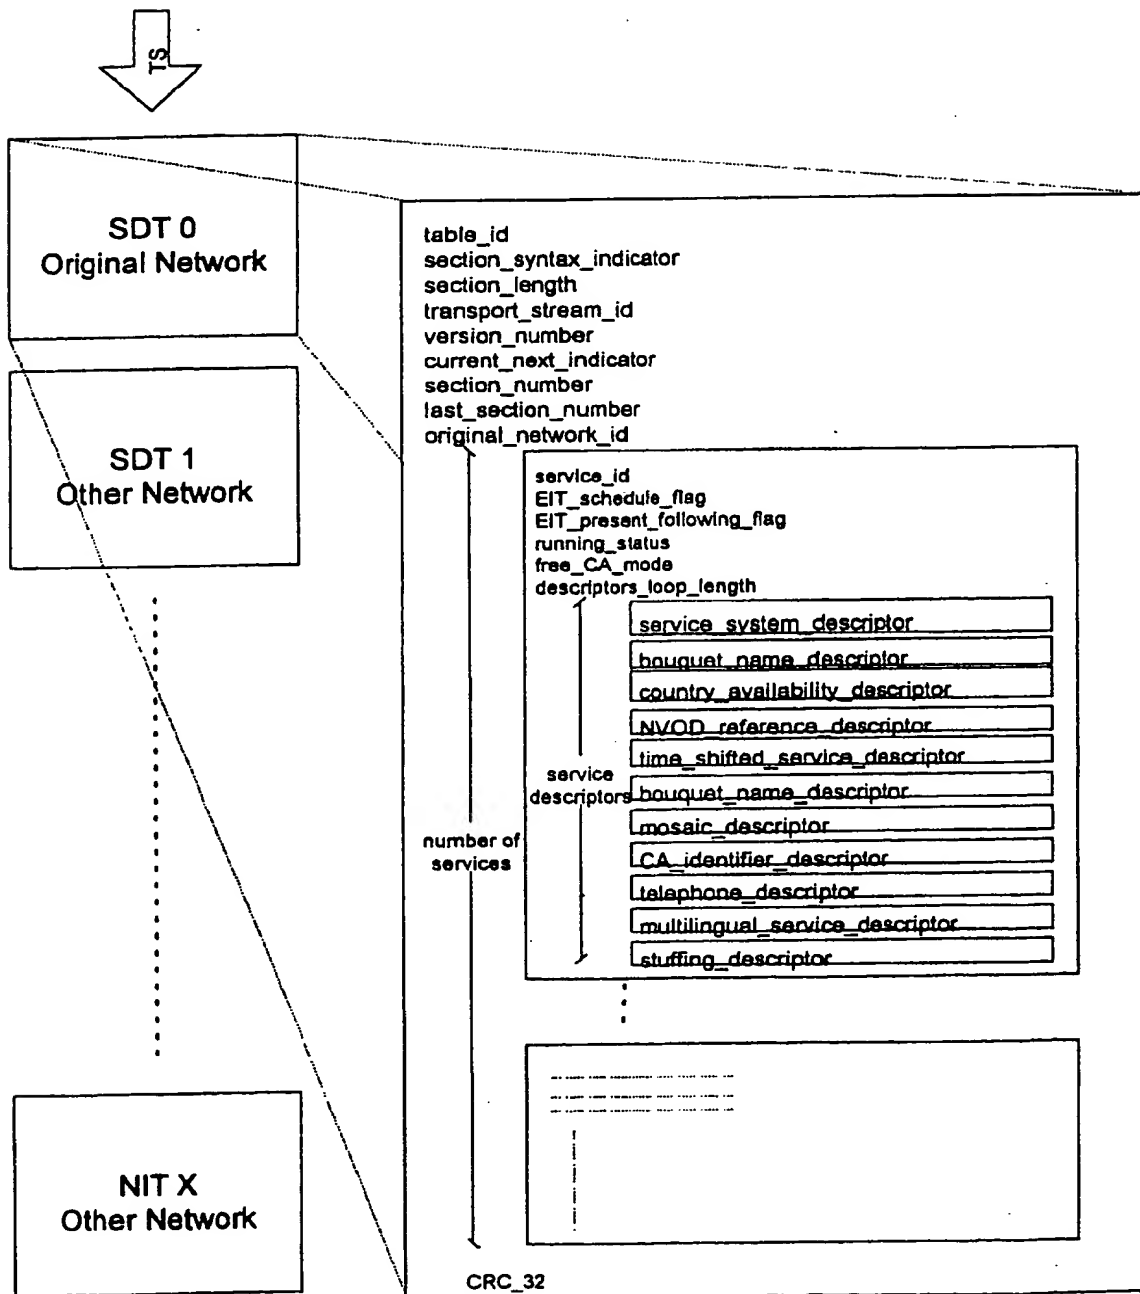 TS
SDT 0
Original Network
SDT 1
Other Network
NIT X
Other Network
table_id
section_syntax_indicator
section_length
transport_stream_id
version_number
current_next_indicator
section_number
last_section_number
original_network_id
number of
services
service_id
EIT_schedule_flag
EIT_present_following_flag
running_status
free_CA_mode
descriptors_loop_length
service
descriptors
service_system_descriptor
bouquet_name_descriptor
country_availability_descriptor
NVOD_reference_descriptor
time_shifted_service_descriptor
bouquet_name_descriptor
mosaic_descriptor
CA_identifier_descriptor
telephone_descriptor
multilingual_service_descriptor
stuffing_descriptor
CRC_32